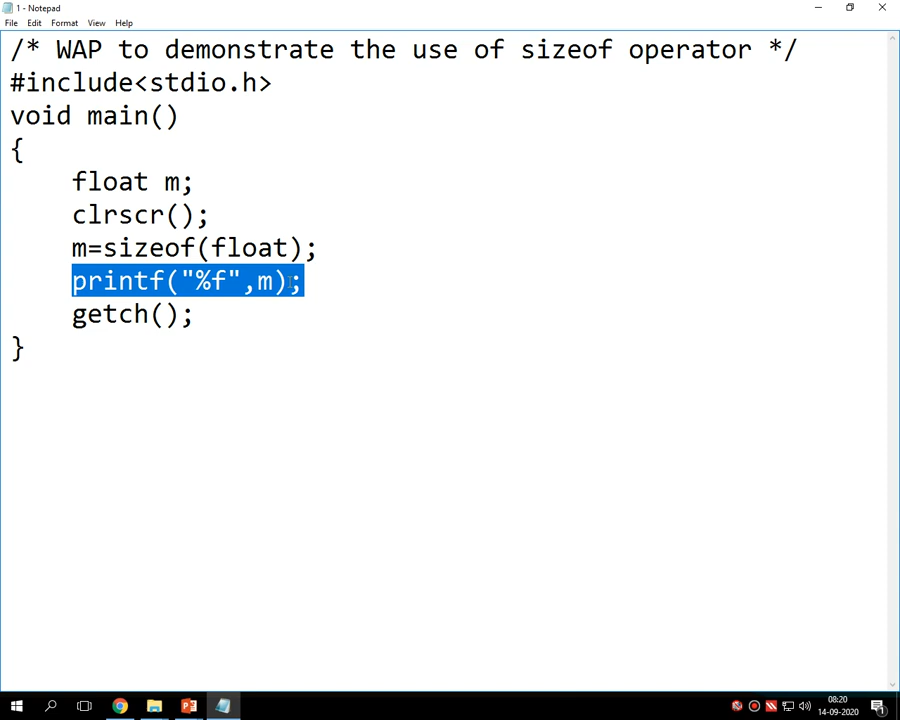 1 - Notepad
File Edit Format View Help
/* WAP to demonstrate the use of sizeof operator */
#include<stdio.h>
void main()
{
    float m;
    clrscr();
    m=sizeof(float);
    printf("%f",m);
    getch();
}
08:20
14-09-2020
1